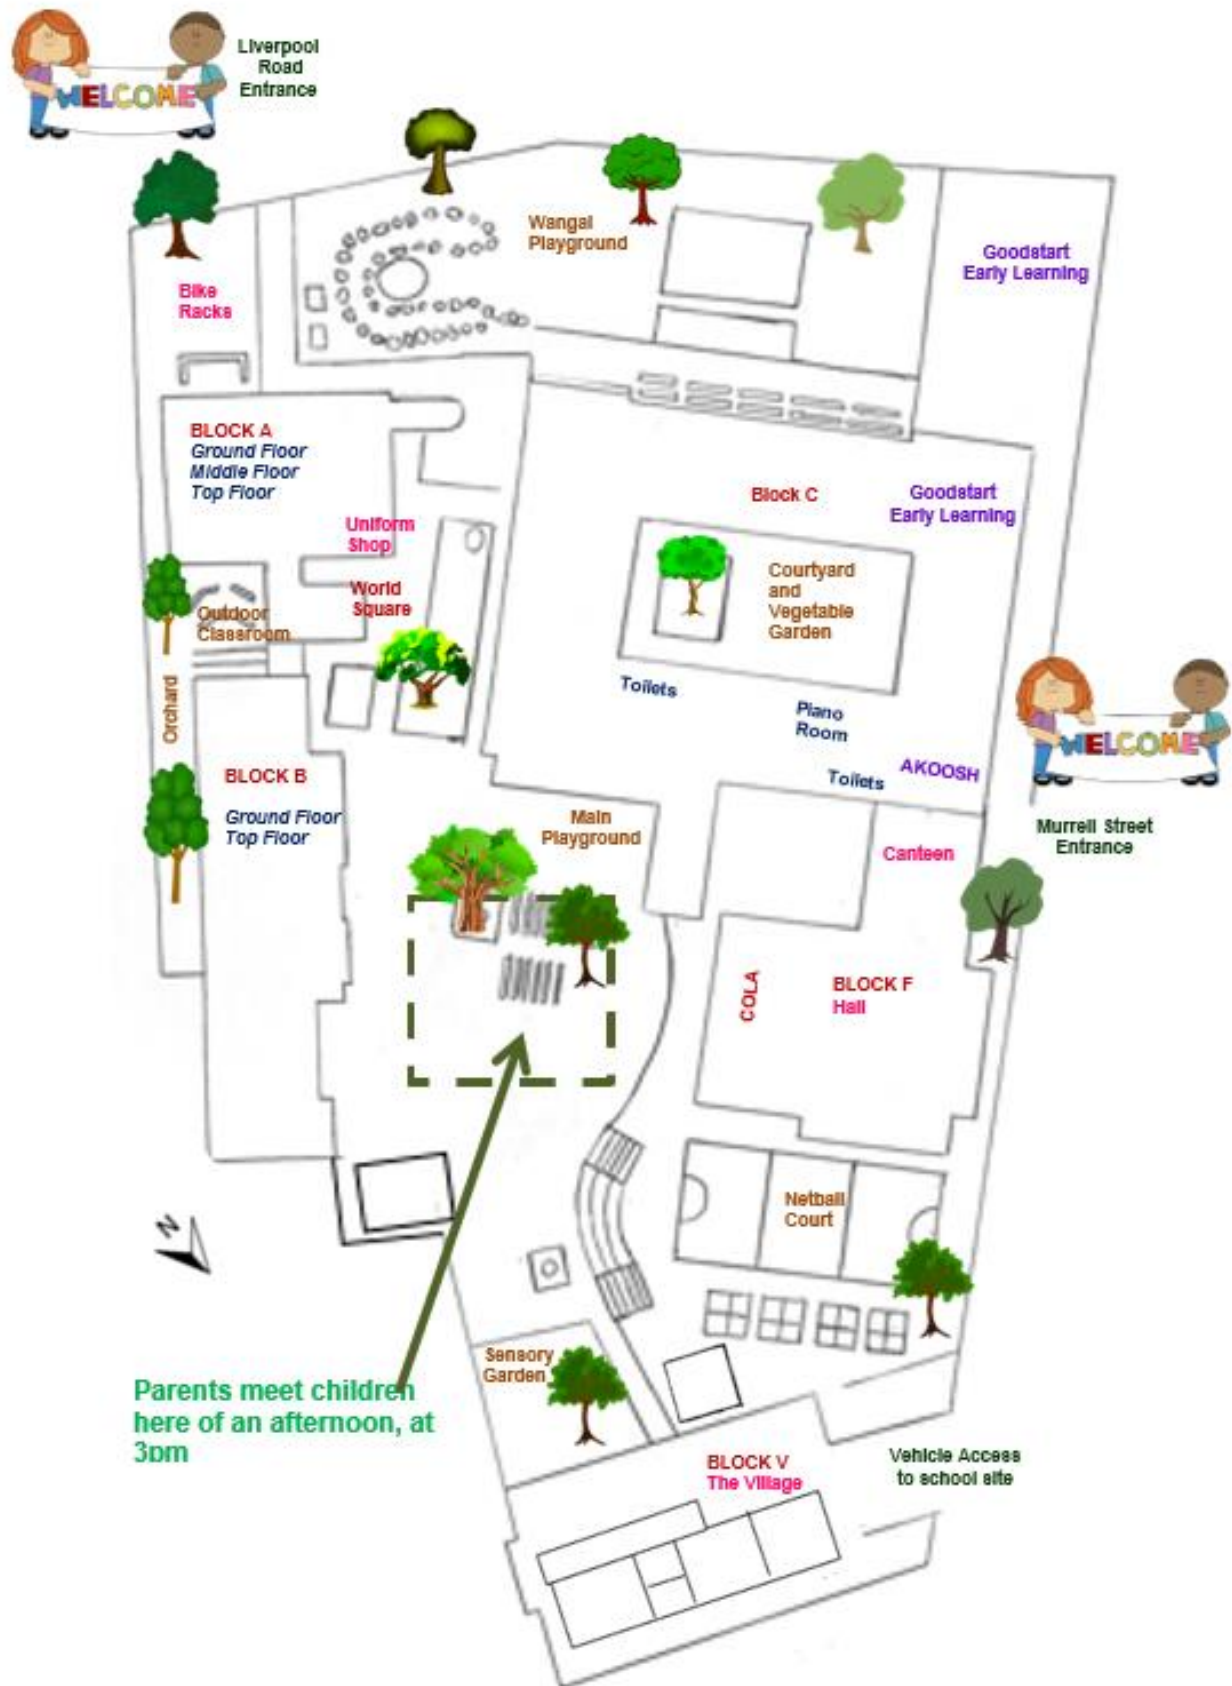 WELCOME
Liverpool
Road
Entrance
Wangal
Playground
Goodstart
Early Learning
Bike
Racks
BLOCK A
Ground Floor
Middle Floor
Top Floor
Block C
Goodstart
Early Learning
Uniform
Shop
World
Square
Courtyard
and
Vegetable
Garden
Outdoor
Classroom
Orchard
Toilets
Piano
Room
WELCOME
BLOCK B
Ground Floor
Top Floor
Toilets
AKOOSH
Main
Playground
Murrell Street
Entrance
Canteen
COLA
BLOCK F
Hall
Netball
Court
N
Sensory
Garden
Parents meet children
here of an afternoon, at
3pm
BLOCK V
The Village
Vehicle Access
to school site